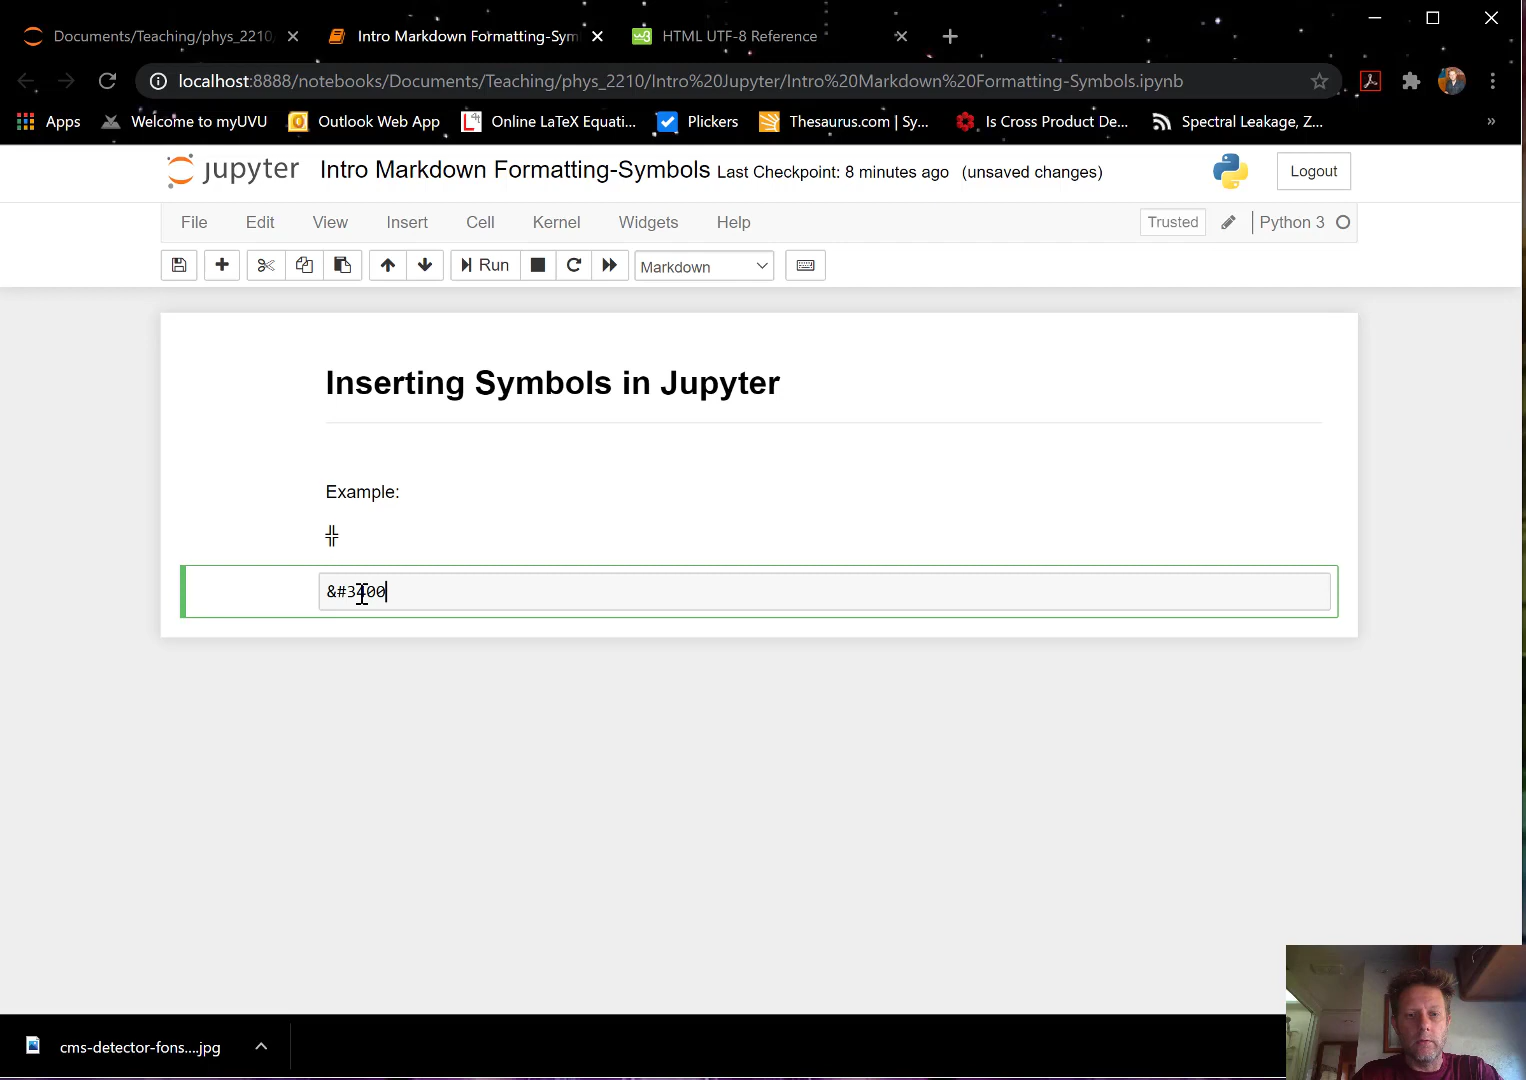 Documents/Teaching/phys_2210/
Intro Markdown Formatting-Sym
HTML UTF-8 Reference
localhost:8888/notebooks/Documents/Teaching/phys_2210/Intro%20Jupyter/Intro%20Markdown%20Formatting-Symbols.ipynb
Apps
Welcome to myUVU
Outlook Web App
Online LaTeX Equati...
Plickers
Thesaurus.com | Sy...
Is Cross Product De...
Spectral Leakage, Z...
»
jupyter Intro Markdown Formatting-Symbols Last Checkpoint: 8 minutes ago (unsaved changes)
Logout
File Edit View Insert Cell Kernel Widgets Help
Trusted
Python 3
Run
Markdown
Inserting Symbols in Jupyter
Example:
╬
&#3400
cms-detector-fons....jpg